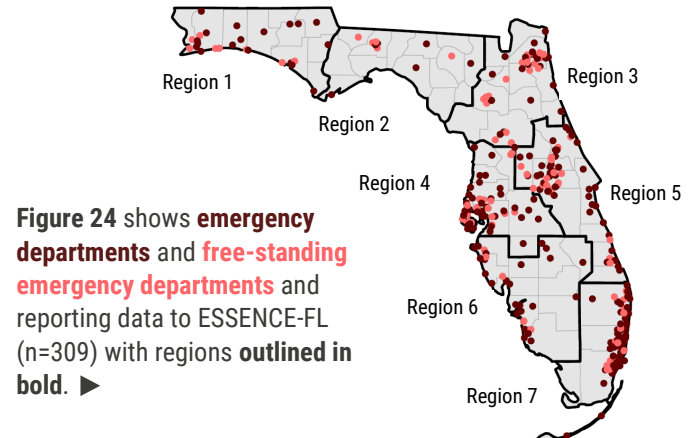 Region 1
Region 2
Region 3
Region 4
Region 5
Figure 24 shows emergency
departments and free-standing
emergency departments and
reporting data to ESSENCE-FL
(n=309) with regions outlined in
bold. ►
Region 6
Region 7